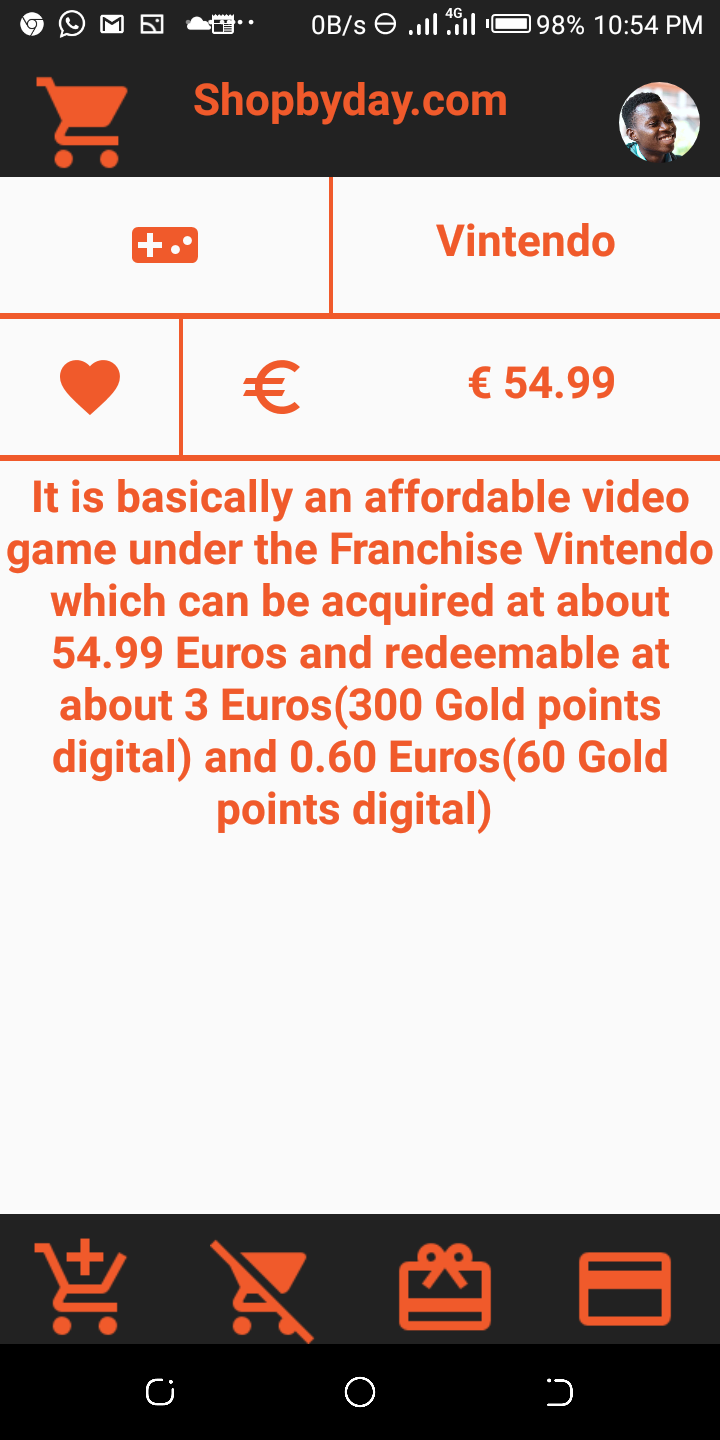 0B/s 4G 98% 10:54 PM
Shopbyday.com
Vintendo
€ 54.99
It is basically an affordable video
game under the Franchise Vintendo
which can be acquired at about
54.99 Euros and redeemable at
about 3 Euros(300 Gold points
digital) and 0.60 Euros(60 Gold
points digital)